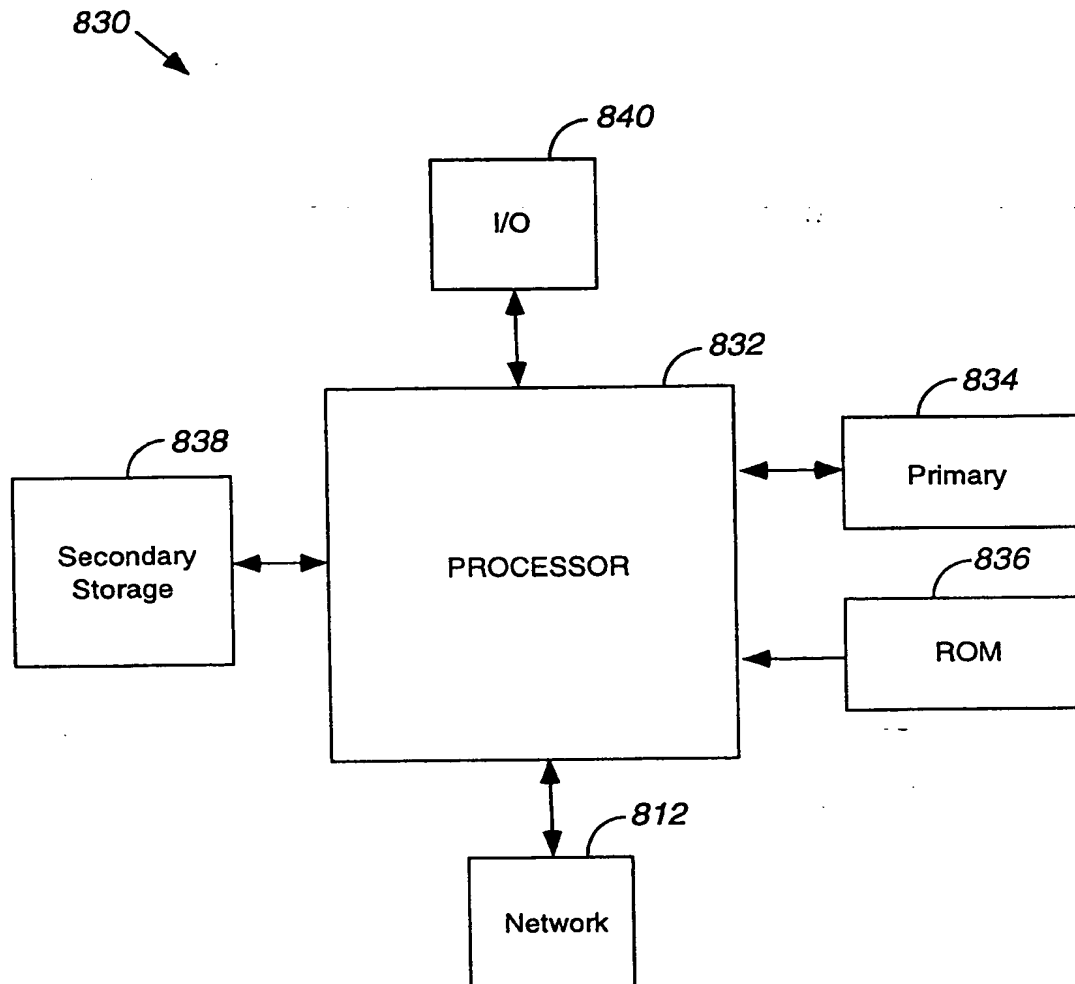 830
840
I/O
832
834
Primary
838
Secondary
Storage
PROCESSOR
836
ROM
812
Network